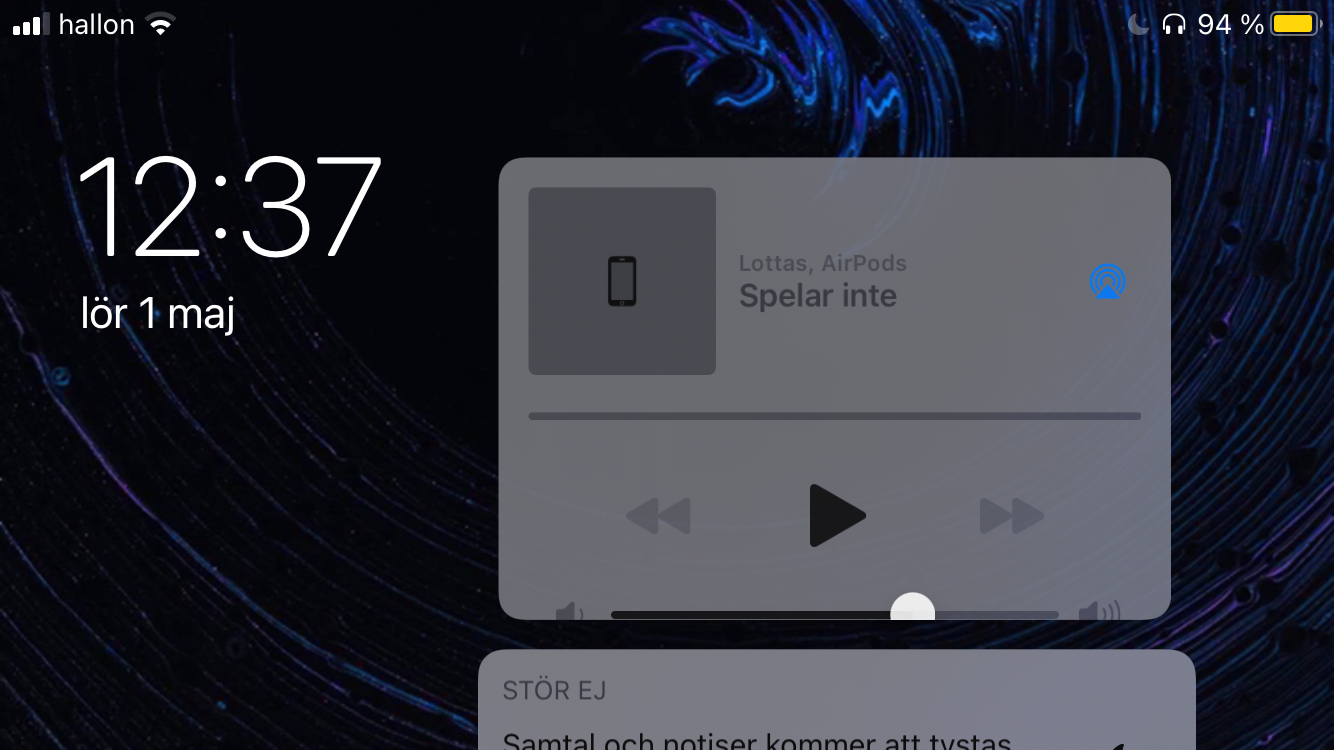 hallon
94 %
12:37
lör 1 maj
Lottas, AirPods
Spelar inte
STÖR EJ
Samtal och notiser kommer att tystas